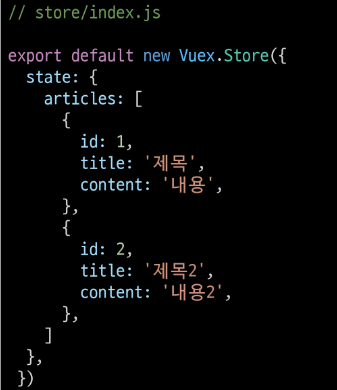 // store/index.js

export default new Vuex.Store({
  state: {
    articles: [
      {
        id: 1,
        title: '제목',
        content: '내용',
      },
      {
        id: 2,
        title: '제목2',
        content: '내용2',
      },
    ]
  },
})